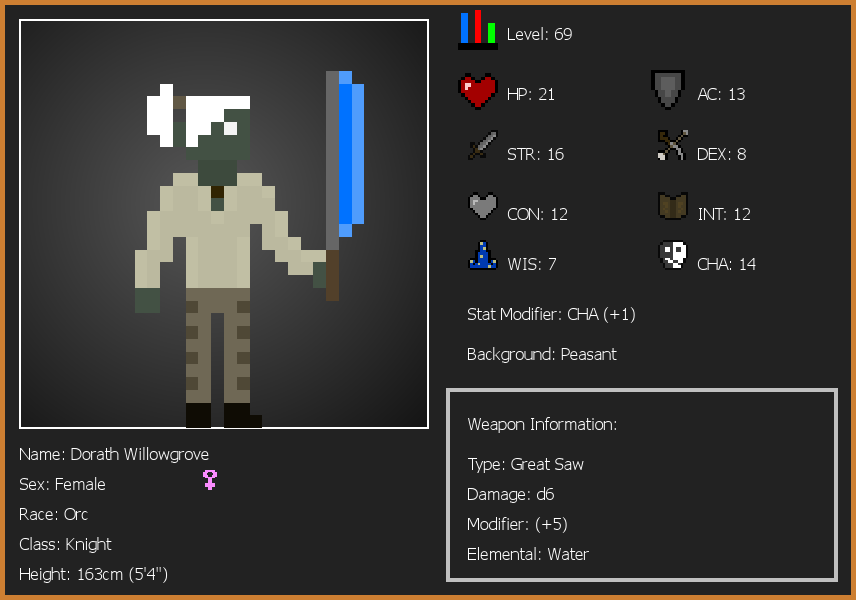 Level: 69
HP: 21
AC: 13
STR: 16
DEX: 8
CON: 12
INT: 12
WIS: 7
CHA: 14
Stat Modifier: CHA (+1)
Background: Peasant
Weapon Information:
Type: Great Saw
Damage: d6
Modifier: (+5)
Elemental: Water
Name: Dorath Willowgrove
Sex: Female
Race: Orc
Class: Knight
Height: 163cm (5'4")